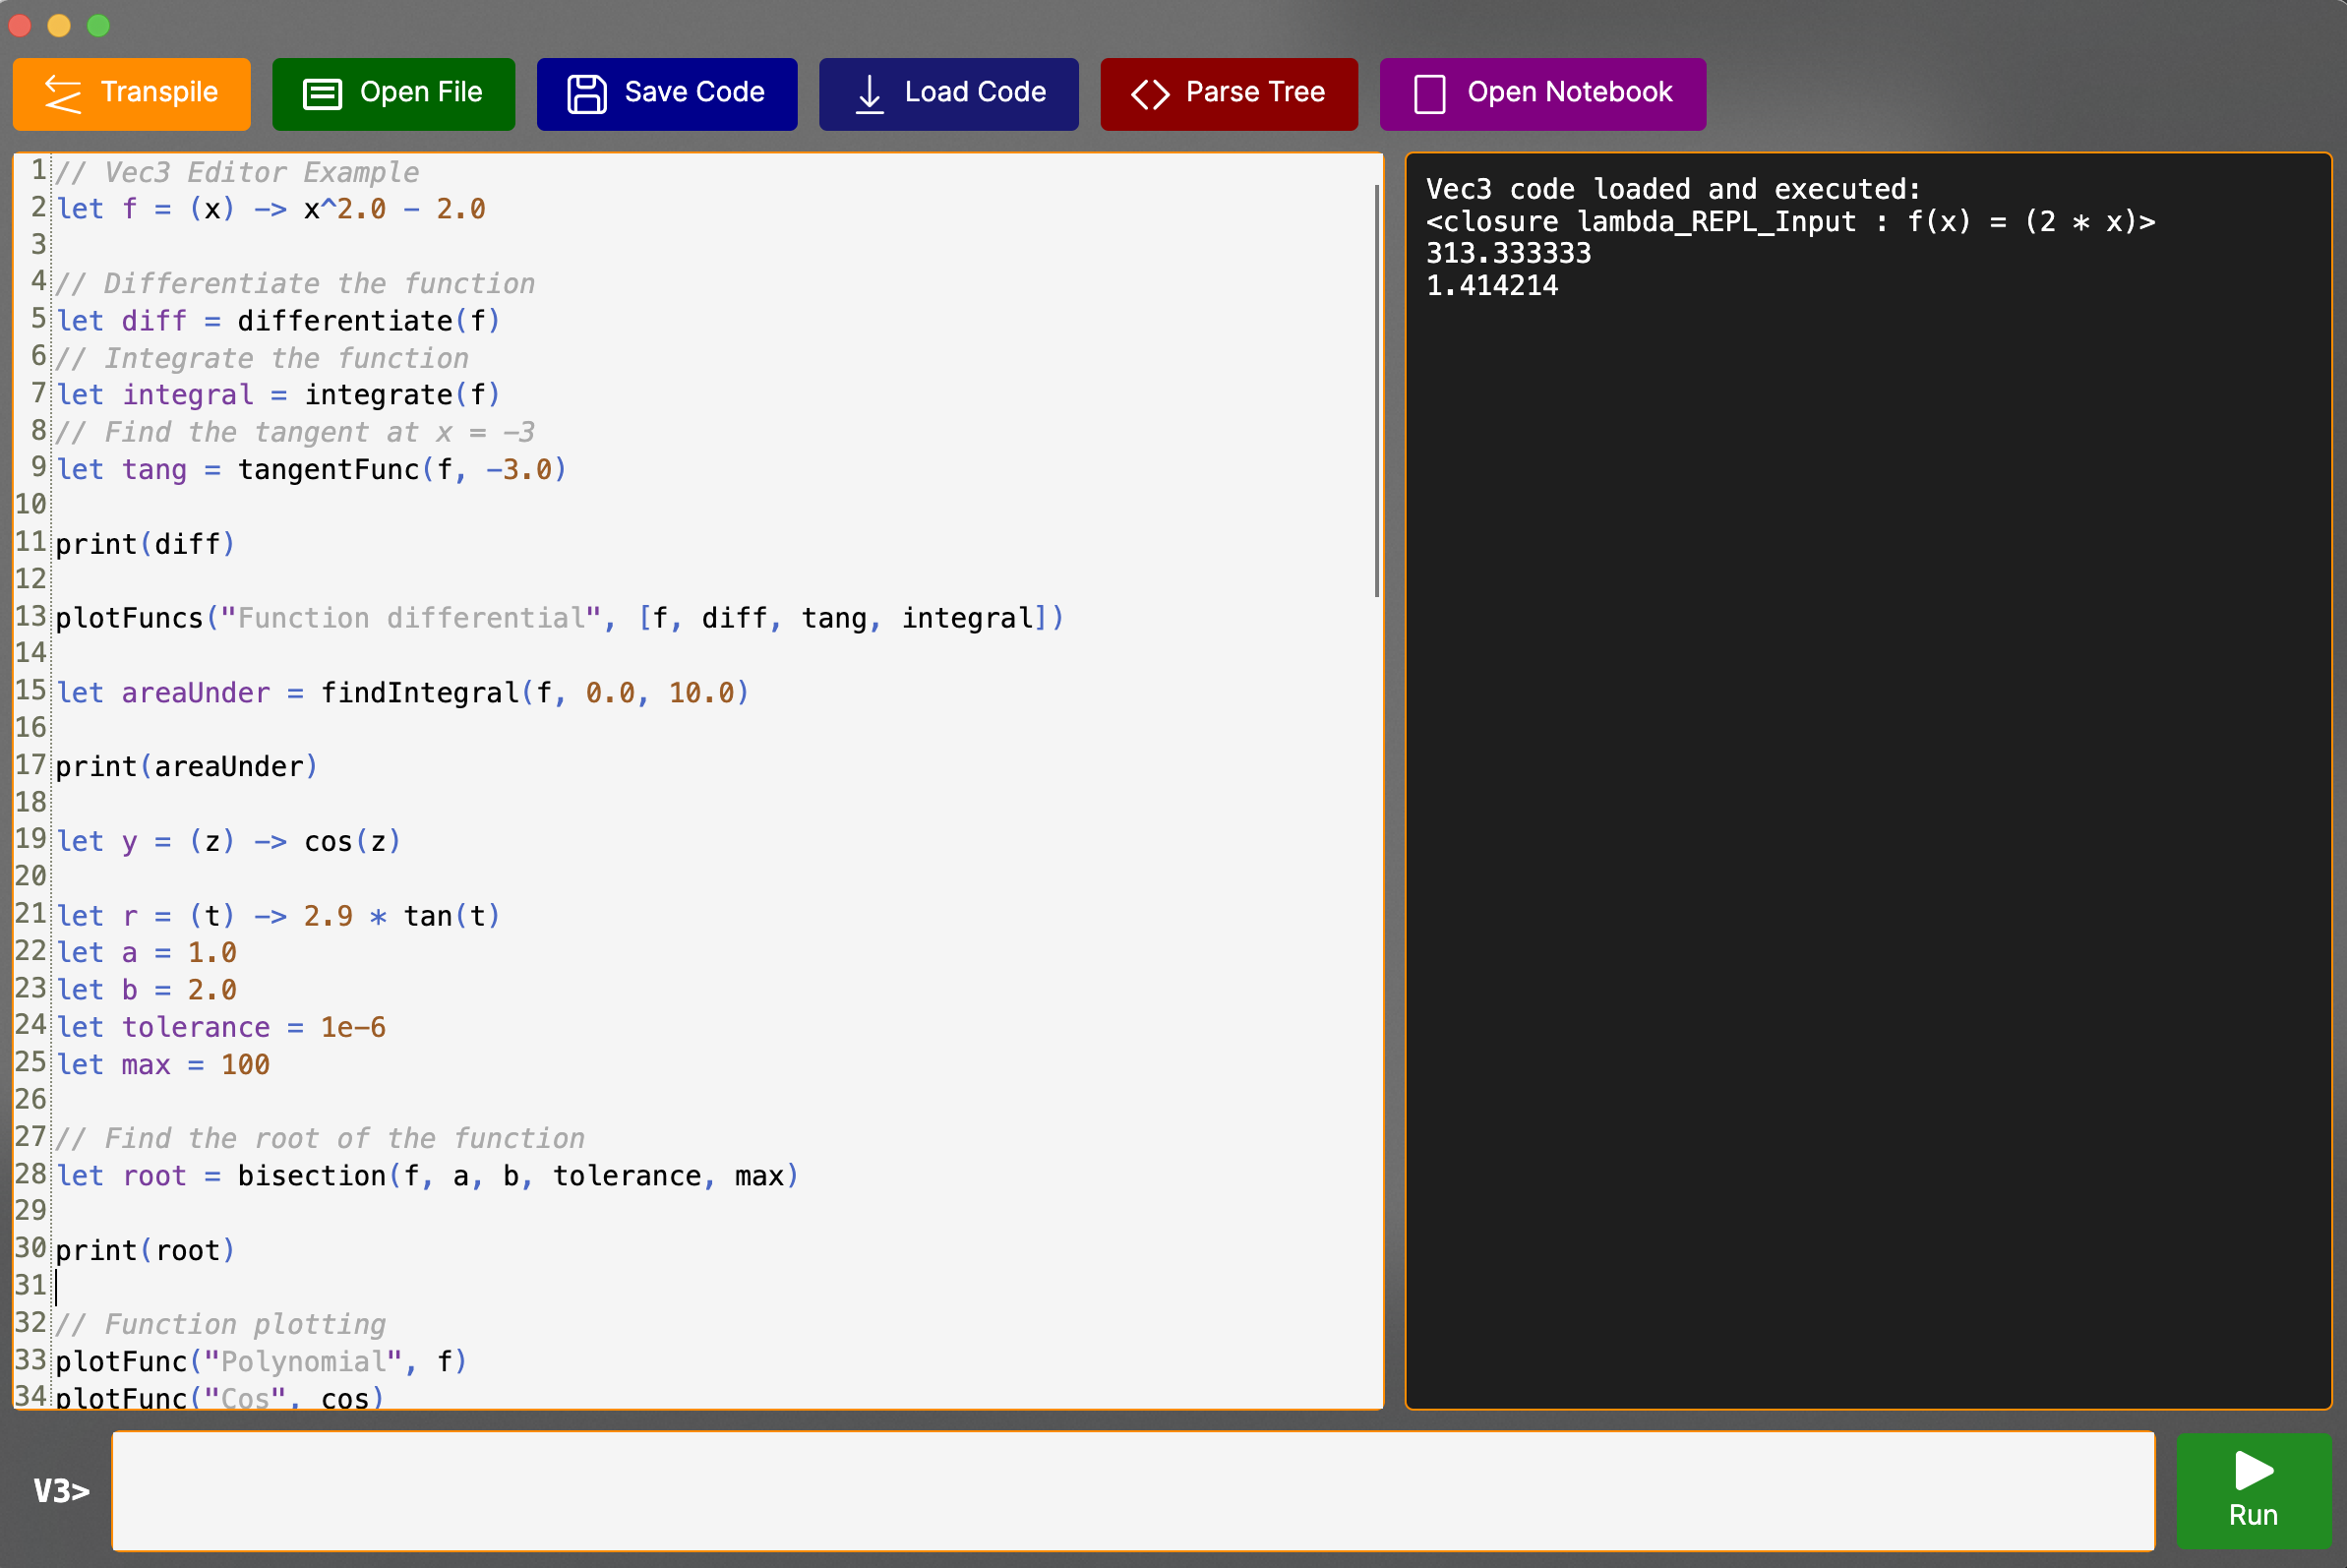 Transpile Open File Save Code Load Code Parse Tree Open Notebook
1 // Vec3 Editor Example
2 let f = (x) -> x^2.0 - 2.0
3
4 // Differentiate the function
5 let diff = differentiate(f)
6 // Integrate the function
7 let integral = integrate(f)
8 // Find the tangent at x = -3
9 let tang = tangentFunc(f, -3.0)
10
11 print(diff)
12
13 plotFuncs("Function differential", [f, diff, tang, integral])
14
15 let areaUnder = findIntegral(f, 0.0, 10.0)
16
17 print(areaUnder)
18
19 let y = (z) -> cos(z)
20
21 let r = (t) -> 2.9 * tan(t)
22 let a = 1.0
23 let b = 2.0
24 let tolerance = 1e-6
25 let max = 100
26
27 // Find the root of the function
28 let root = bisection(f, a, b, tolerance, max)
29
30 print(root)
31
32 // Function plotting
33 plotFunc("Polynomial", f)
34 plotFunc("Cos", cos)
Vec3 code loaded and executed:
<closure lambda_REPL_Input : f(x) = (2 * x)>
313.333333
1.414214
V3>
Run